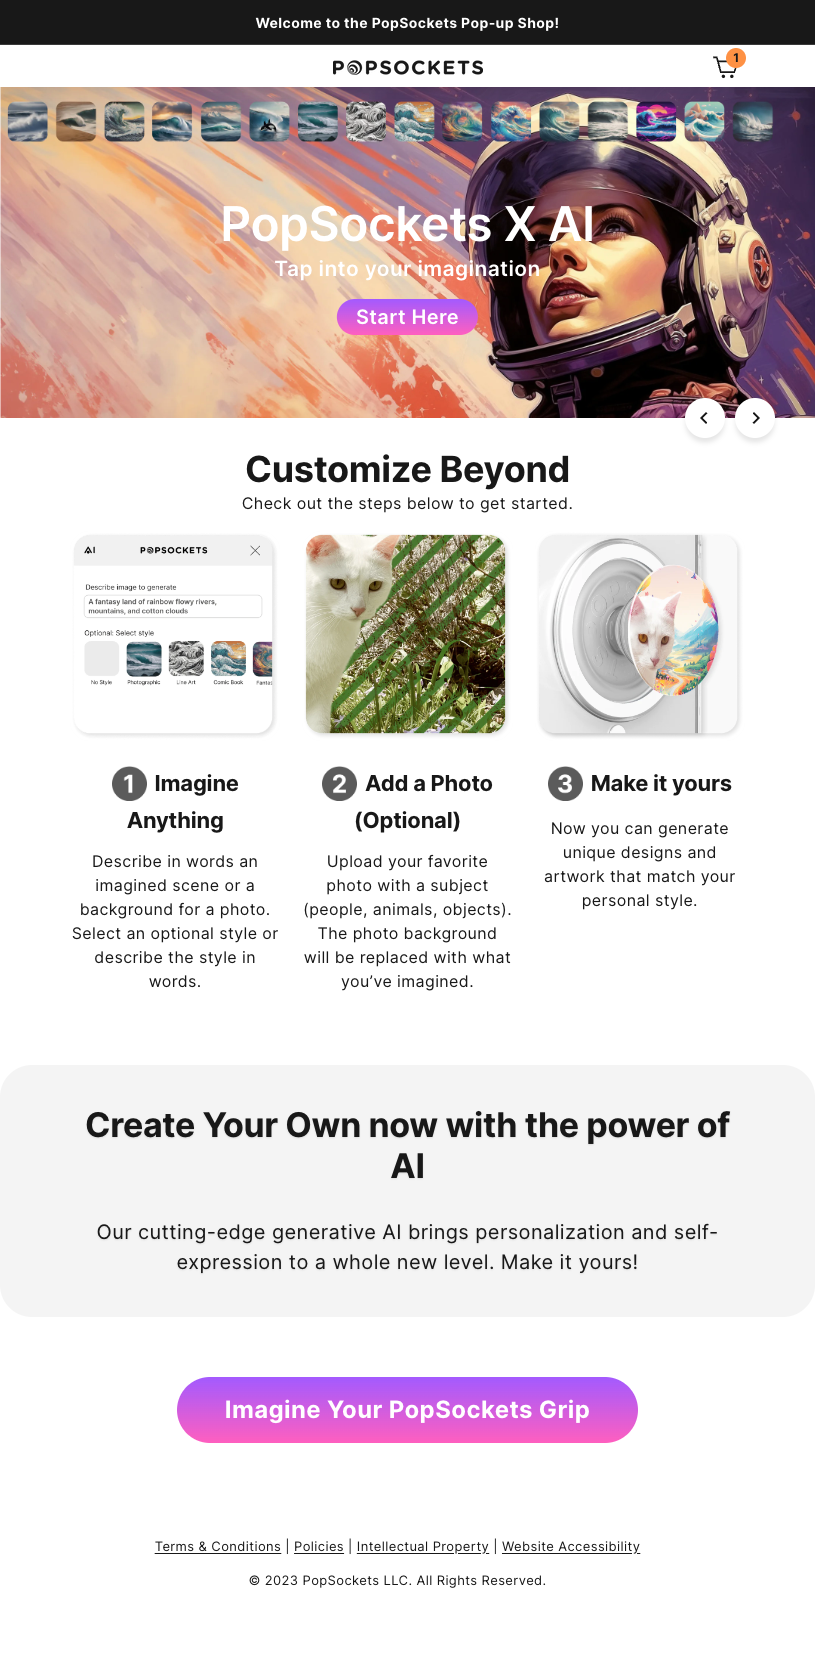 Welcome to the PopSockets Pop-up Shop!
POPSOCKETS
1
PopSockets X AI
Tap into your imagination
Start Here
Customize Beyond
Check out the steps below to get started.
AI
POPSOCKETS
Describe image to generate
A fantasy land of rainbow flowy rivers,
mountains, and cotton clouds
Optional: Select style
No Style
Photographic
Line Art
Comic Book
Fantas
1 Imagine
Anything
Describe in words an
imagined scene or a
background for a photo.
Select an optional style or
describe the style in
words.
2 Add a Photo
(Optional)
Upload your favorite
photo with a subject
(people, animals, objects).
The photo background
will be replaced with what
you’ve imagined.
3 Make it yours
Now you can generate
unique designs and
artwork that match your
personal style.
Create Your Own now with the power of
AI
Our cutting-edge generative AI brings personalization and self-
expression to a whole new level. Make it yours!
Imagine Your PopSockets Grip
Terms & Conditions | Policies | Intellectual Property | Website Accessibility
© 2023 PopSockets LLC. All Rights Reserved.